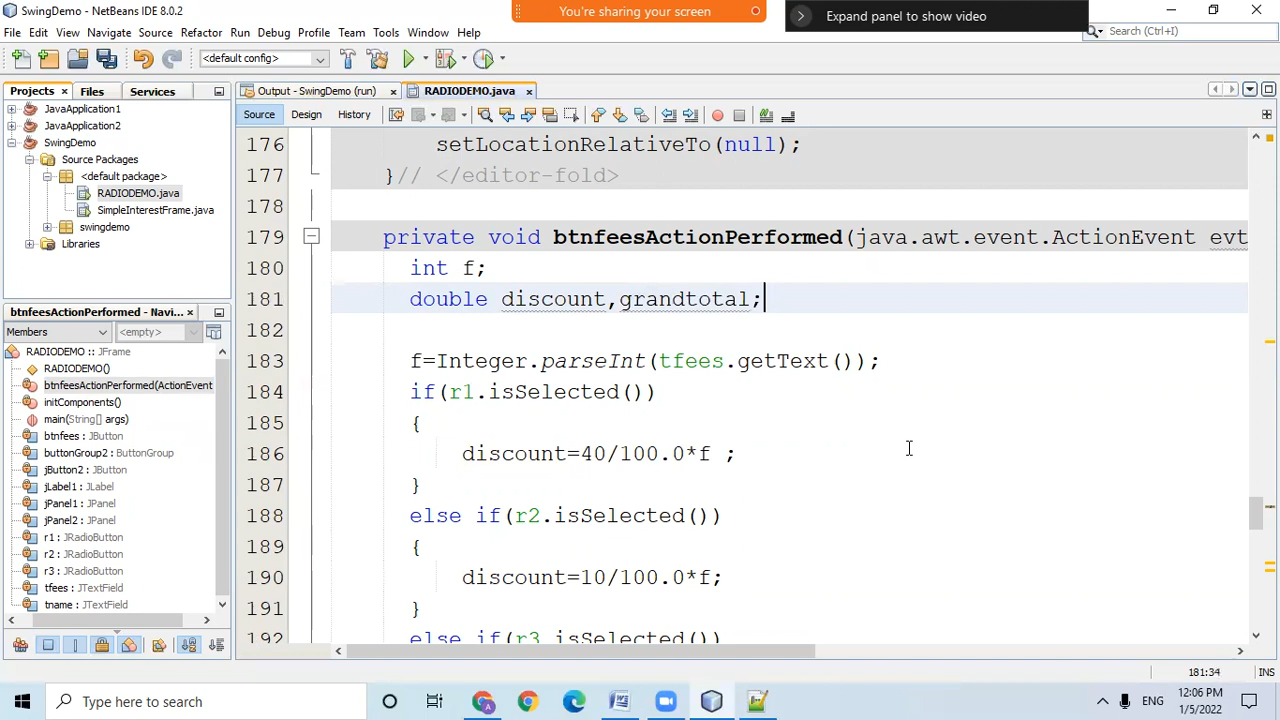 SwingDemo - NetBeans IDE 8.0.2
You're sharing your screen
Expand panel to show video
File Edit View Navigate Source Refactor Run Debug Profile Team Tools Window Help
Search (Ctrl+I)
<default config>
Projects Files Services
Output - SwingDemo (run) RADIODEMO.java
Source Design History
JavaApplication1
JavaApplication2
SwingDemo
Source Packages
<default package>
RADIODEMO.java
SimpleInterestFrame.java
swingdemo
Libraries
btnfeesActionPerformed - Navi...
Members <empty>
RADIODEMO :: JFrame
RADIODEMO()
btnfeesActionPerformed(ActionEvent
initComponents()
main(String[] args)
btnfees : JButton
buttonGroup2 : ButtonGroup
jButton2 : JButton
jLabel1 : JLabel
jPanel1 : JPanel
jPanel2 : JPanel
r1 : JRadioButton
r2 : JRadioButton
r3 : JRadioButton
tfees : JTextField
tname : JTextField
176 setLocationRelativeTo(null);
177 }// </editor-fold>
178
179 private void btnfeesActionPerformed(java.awt.event.ActionEvent evt
180 int f;
181 double discount,grandtotal;
182
183 f=Integer.parseInt(tfees.getText());
184 if(r1.isSelected())
185 {
186 discount=40/100.0*f ;
187 }
188 else if(r2.isSelected())
189 {
190 discount=10/100.0*f;
191 }
192 else if(r3.isSelected())
181:34 INS
Type here to search
ENG
12:06 PM
1/5/2022